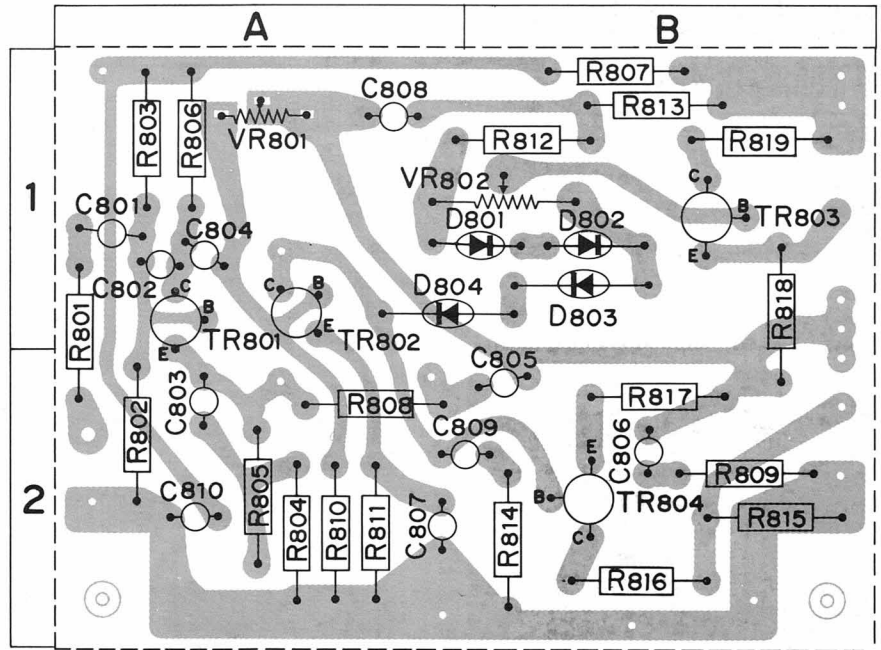 A
B
1
2
R807
C808
R813
R803
R806
VR801
R812
R819
VR802
C
B
TR803
E
C801
C804
D801
D802
C802
C
B
TR801
E
C
B
TR802
E
D804
D803
R801
R818
C805
R802
C803
R808
R817
C809
C806
E
B
TR804
C
R809
R815
C810
R805
R804
R810
R811
C807
R814
R816